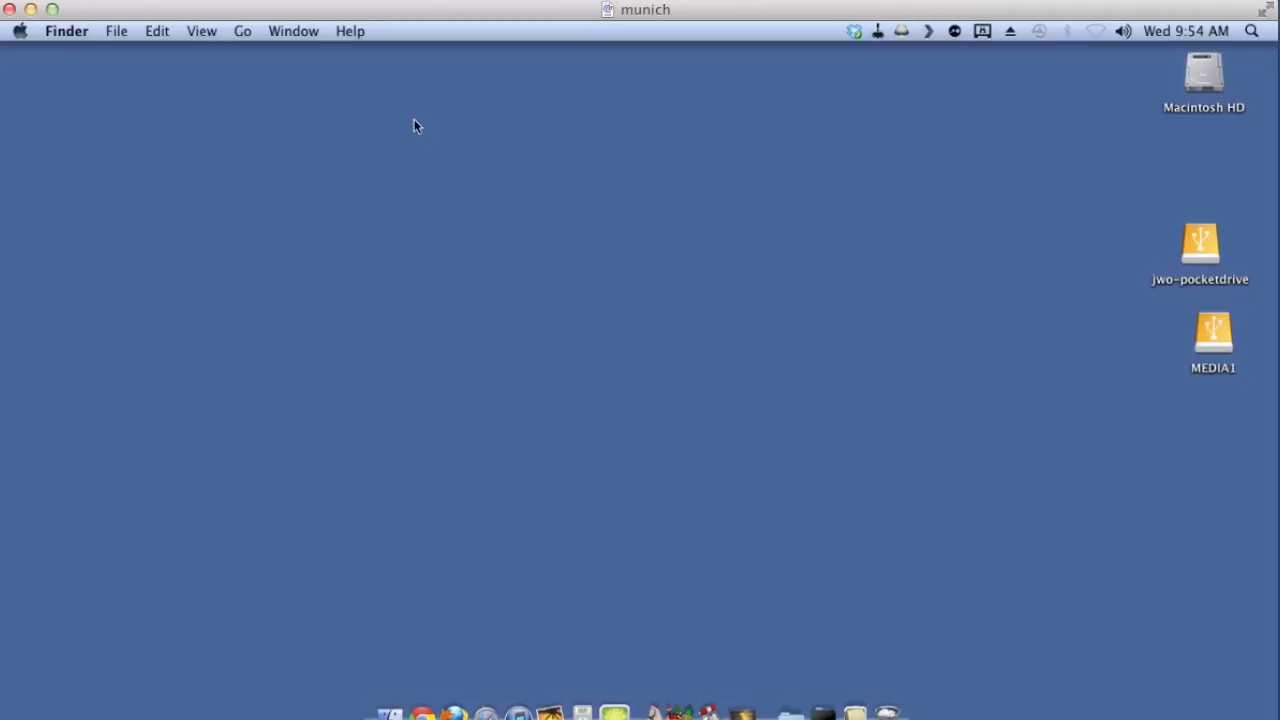 munich
Finder File Edit View Go Window Help Wed 9:54 AM
Macintosh HD
jwo-pocketdrive
MEDIA1